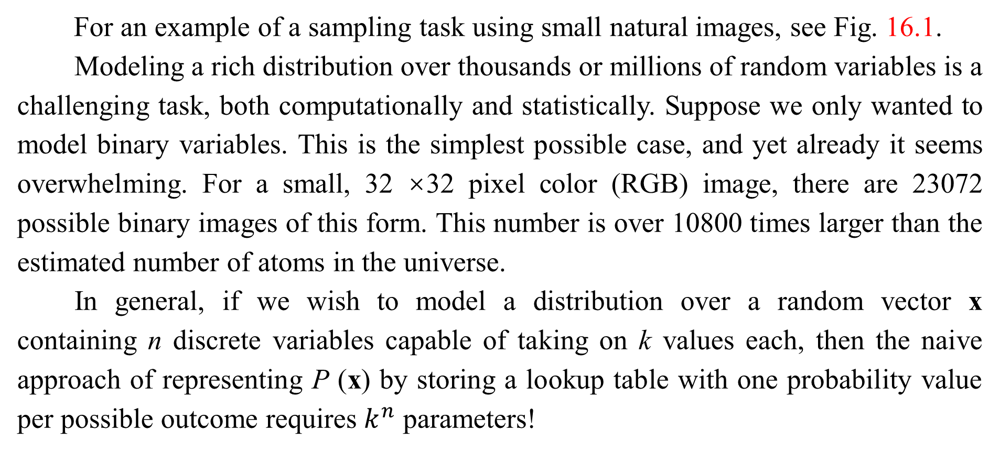 For an example of a sampling task using small natural images, see Fig. 16.1.
Modeling a rich distribution over thousands or millions of random variables is a
challenging task, both computationally and statistically. Suppose we only wanted to
model binary variables. This is the simplest possible case, and yet already it seems
overwhelming. For a small, 32 ×32 pixel color (RGB) image, there are 23072
possible binary images of this form. This number is over 10800 times larger than the
estimated number of atoms in the universe.
In general, if we wish to model a distribution over a random vector x
containing n discrete variables capable of taking on k values each, then the naive
approach of representing P (x) by storing a lookup table with one probability value
per possible outcome requires kⁿ parameters!